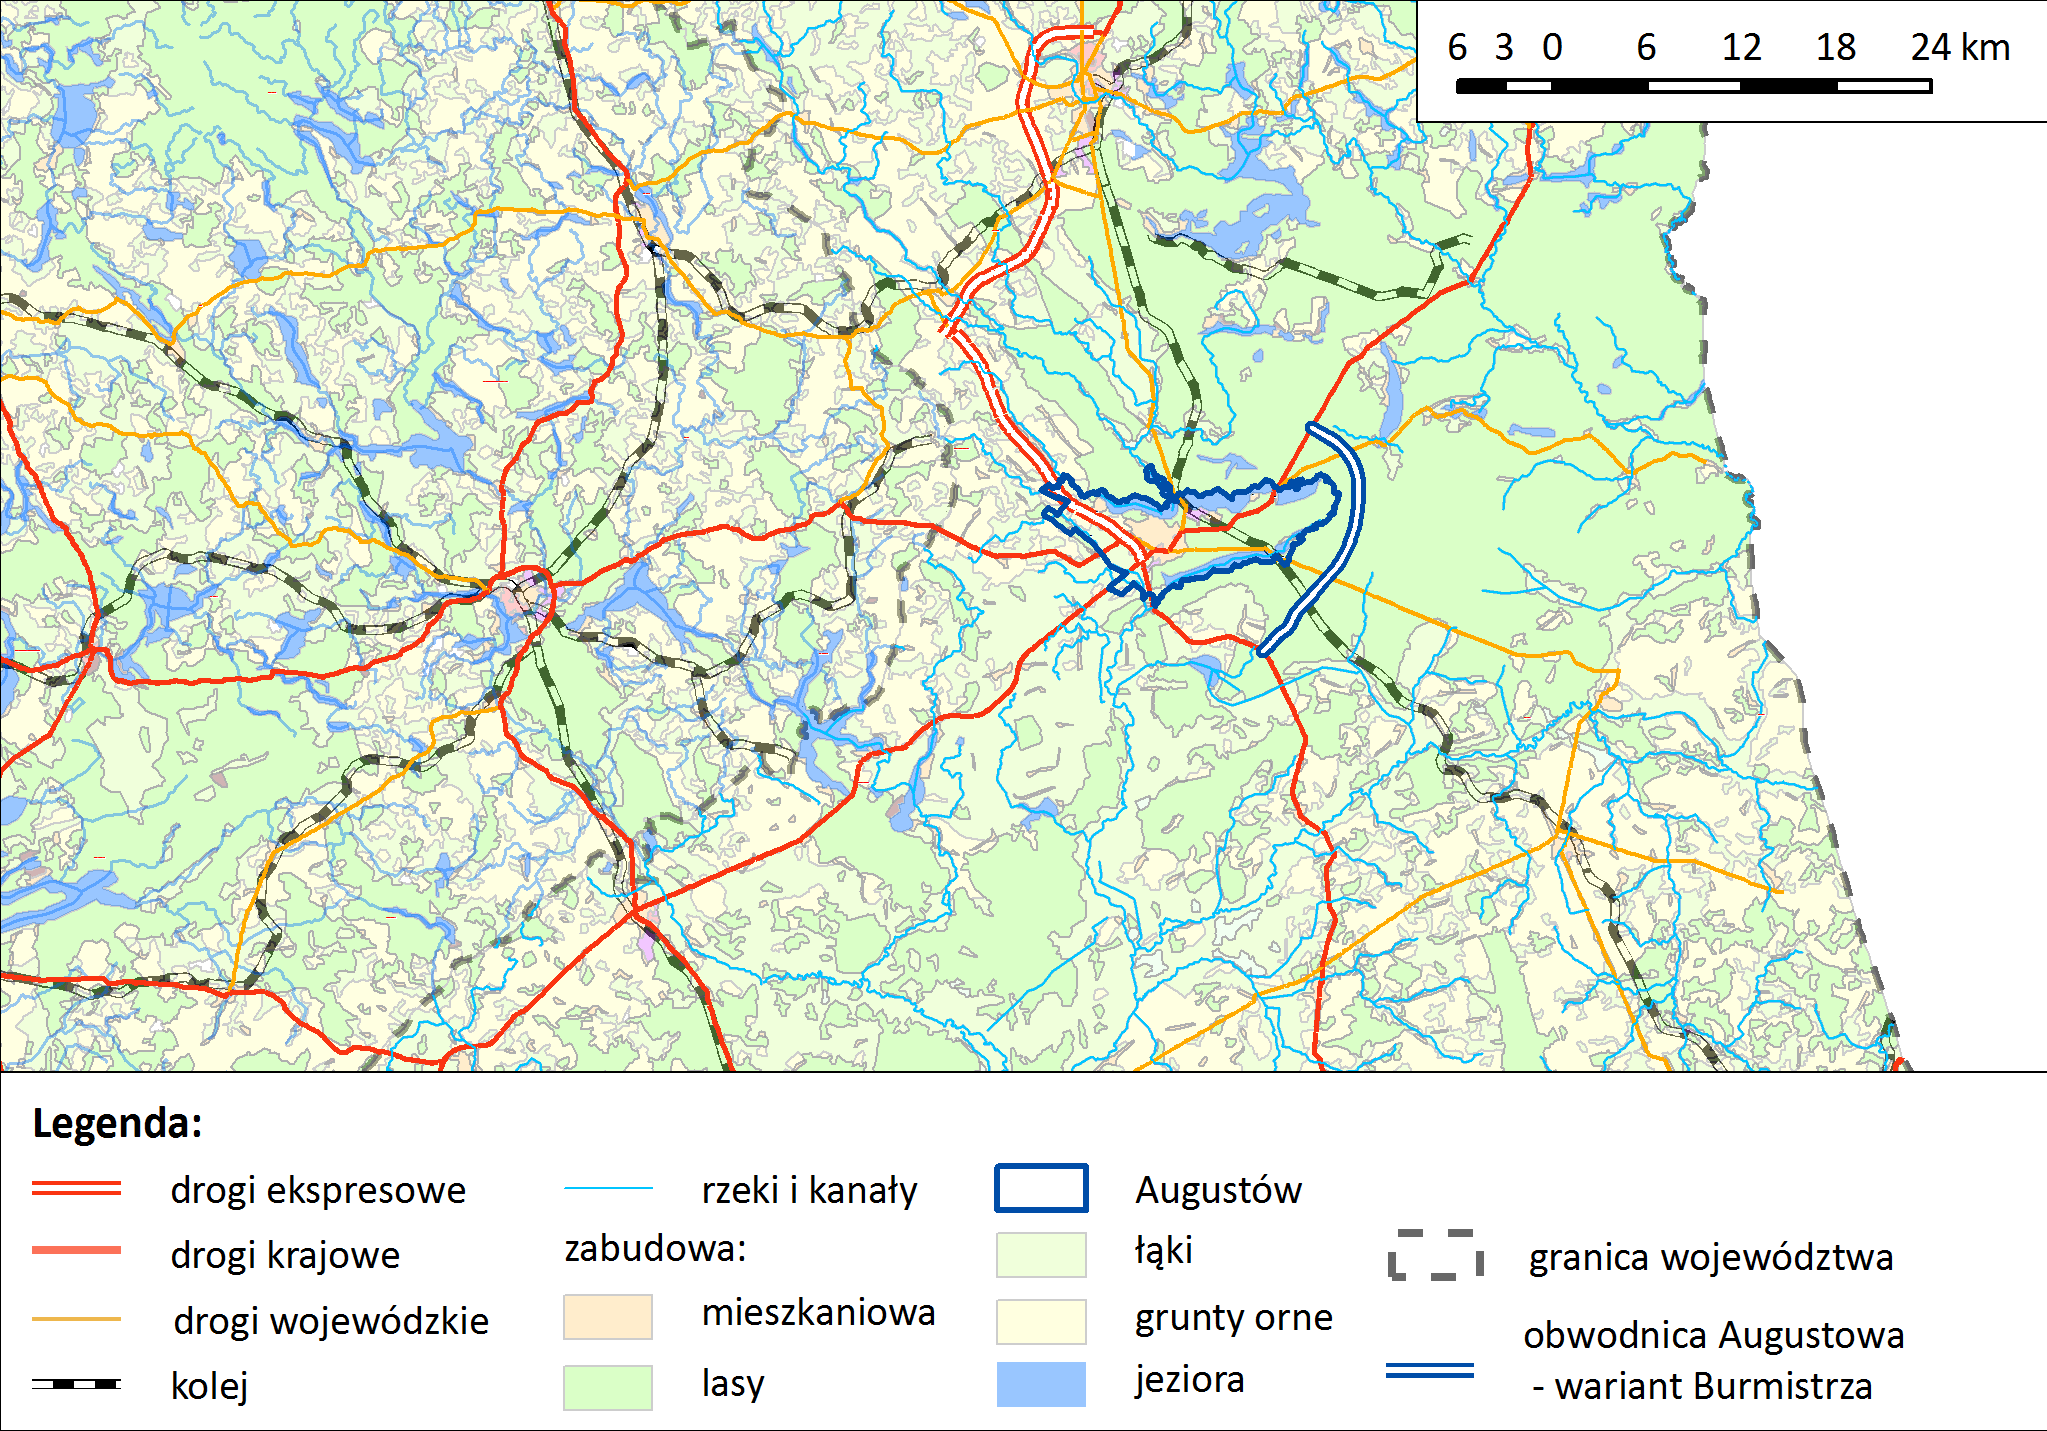 6 3 0 6 12 18 24 km
Legenda:
drogi ekspresowe
drogi krajowe
drogi wojewódzkie
kolej
rzeki i kanały
zabudowa:
mieszkaniowa
lasy
Augustów
łąki
grunty orne
jeziora
granica województwa
obwodnica Augustowa
- wariant Burmistrza